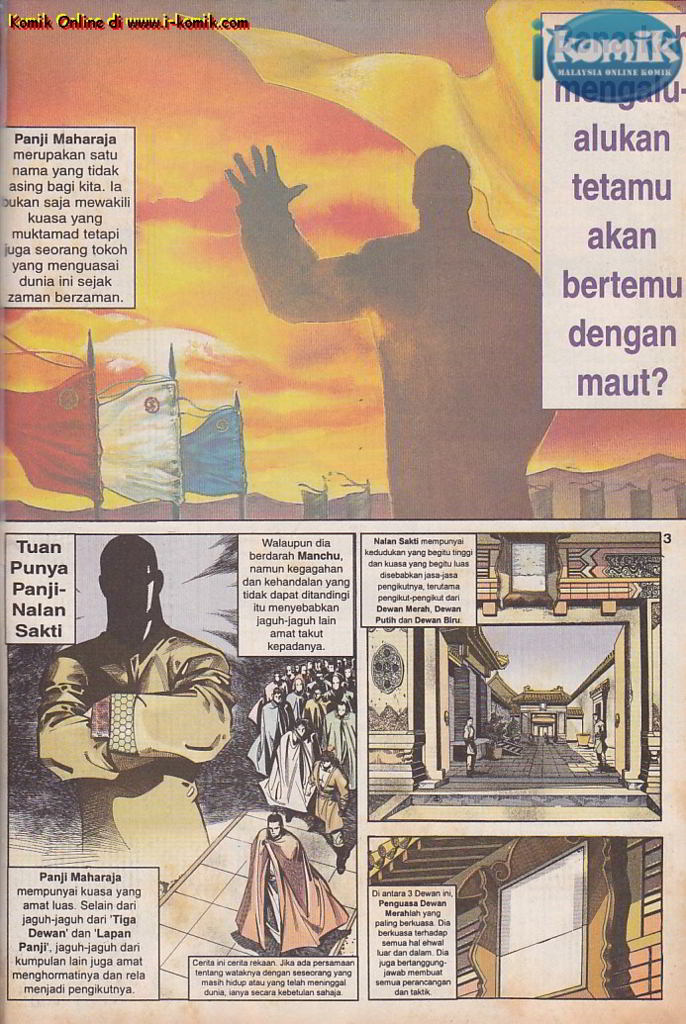 Komik Online di www.i-komik.com
ikomik
MALAYSIA ONLINE KOMIK
mengalu-
alukan
tetamu
akan
bertemu
dengan
maut?
Panji Maharaja
merupakan satu
nama yang tidak
asing bagi kita. Ia
bukan saja mewakili
kuasa yang
muktamad tetapi
juga seorang tokoh
yang menguasai
dunia ini sejak
zaman berzaman.
3
Tuan
Punya
Panji-
Nalan
Sakti
Walaupun dia
berdarah Manchu,
namun kegagahan
dan kehandalan yang
tidak dapat ditandingi
itu menyebabkan
jaguh-jaguh lain
amat takut
kepadanya.
Nalan Sakti mempunyai
kedudukan yang begitu tinggi
dan kuasa yang begitu luas
disebabkan jasa-jasa
pengikutnya, terutama
pengikut-pengikut dari
Dewan Merah, Dewan
Putih dan Dewan Biru.
Panji Maharaja
mempunyai kuasa yang
amat luas. Selain dari
jaguh-jaguh dari 'Tiga
Dewan' dan 'Lapan
Panji', jaguh-jaguh dari
kumpulan lain juga amat
menghormatinya dan rela
menjadi pengikutnya.
Cerita ini cerita rekaan. Jika ada persamaan
tentang wataknya dengan seseorang yang
masih hidup atau yang telah meninggal
dunia, ianya secara kebetulan sahaja.
Di antara 3 Dewan ini,
Penguasa Dewan
Merahlah yang
paling berkuasa. Dia
berkuasa terhadap
semua hal ehwal
luar dan dalam. Dia
juga bertanggung-
jawab membuat
semua perancangan
dan taktik.